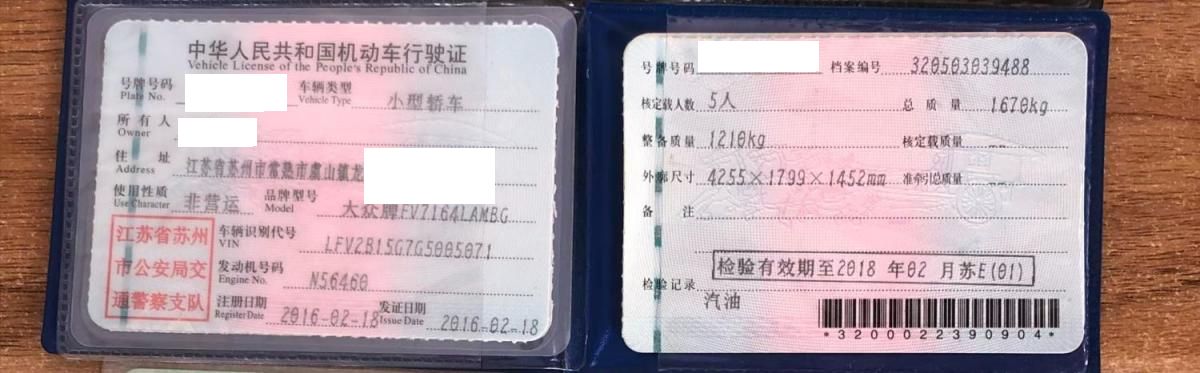 中华人民共和国机动车行驶证
Vehicle License of the People's Republic of China
号牌号码 车辆类型 小型轿车
Plate No. Vehicle Type
所有人
Owner
住 址 江苏省苏州市常熟市虞山镇龙
Address
使用性质 非营运 品牌型号 大众牌FV7164LAMBG
Use Character Model
江苏省苏州
市公安局交
通警察支队
车辆识别代号 LFV2B15G7G5005071
VIN
发动机号码 N56460
Engine No.
注册日期 2016-02-18 发证日期 2016-02-18
Register Date Issue Date
号牌号码 档案编号 320503039488
核定载人数 5人 总 质 量 1670kg
整备质量 1210kg 核定载质量 --
外廓尺寸 4255×1799×1452mm 准牵引总质量 --
备 注
检验有效期至2018 年02 月苏E(01)
检验记录
汽油
*3200022390904*